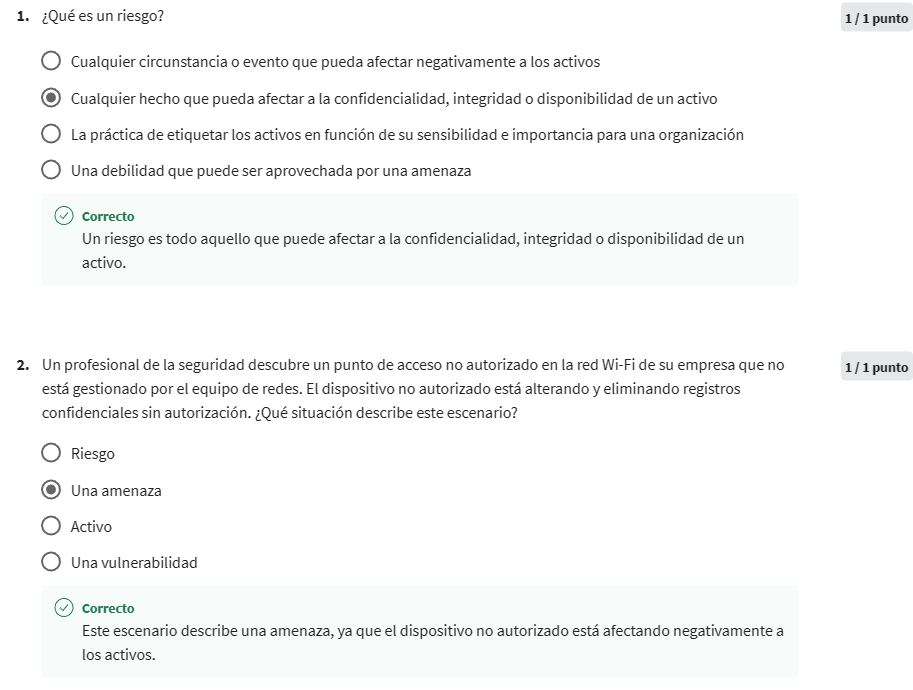 1. ¿Qué es un riesgo?
1 / 1 punto
Cualquier circunstancia o evento que pueda afectar negativamente a los activos
Cualquier hecho que pueda afectar a la confidencialidad, integridad o disponibilidad de un activo
La práctica de etiquetar los activos en función de su sensibilidad e importancia para una organización
Una debilidad que puede ser aprovechada por una amenaza
Correcto
Un riesgo es todo aquello que puede afectar a la confidencialidad, integridad o disponibilidad de un
activo.
2. Un profesional de la seguridad descubre un punto de acceso no autorizado en la red Wi-Fi de su empresa que no
1 / 1 punto
está gestionado por el equipo de redes. El dispositivo no autorizado está alterando y eliminando registros
confidenciales sin autorización. ¿Qué situación describe este escenario?
Riesgo
Una amenaza
Activo
Una vulnerabilidad
Correcto
Este escenario describe una amenaza, ya que el dispositivo no autorizado está afectando negativamente a
los activos.